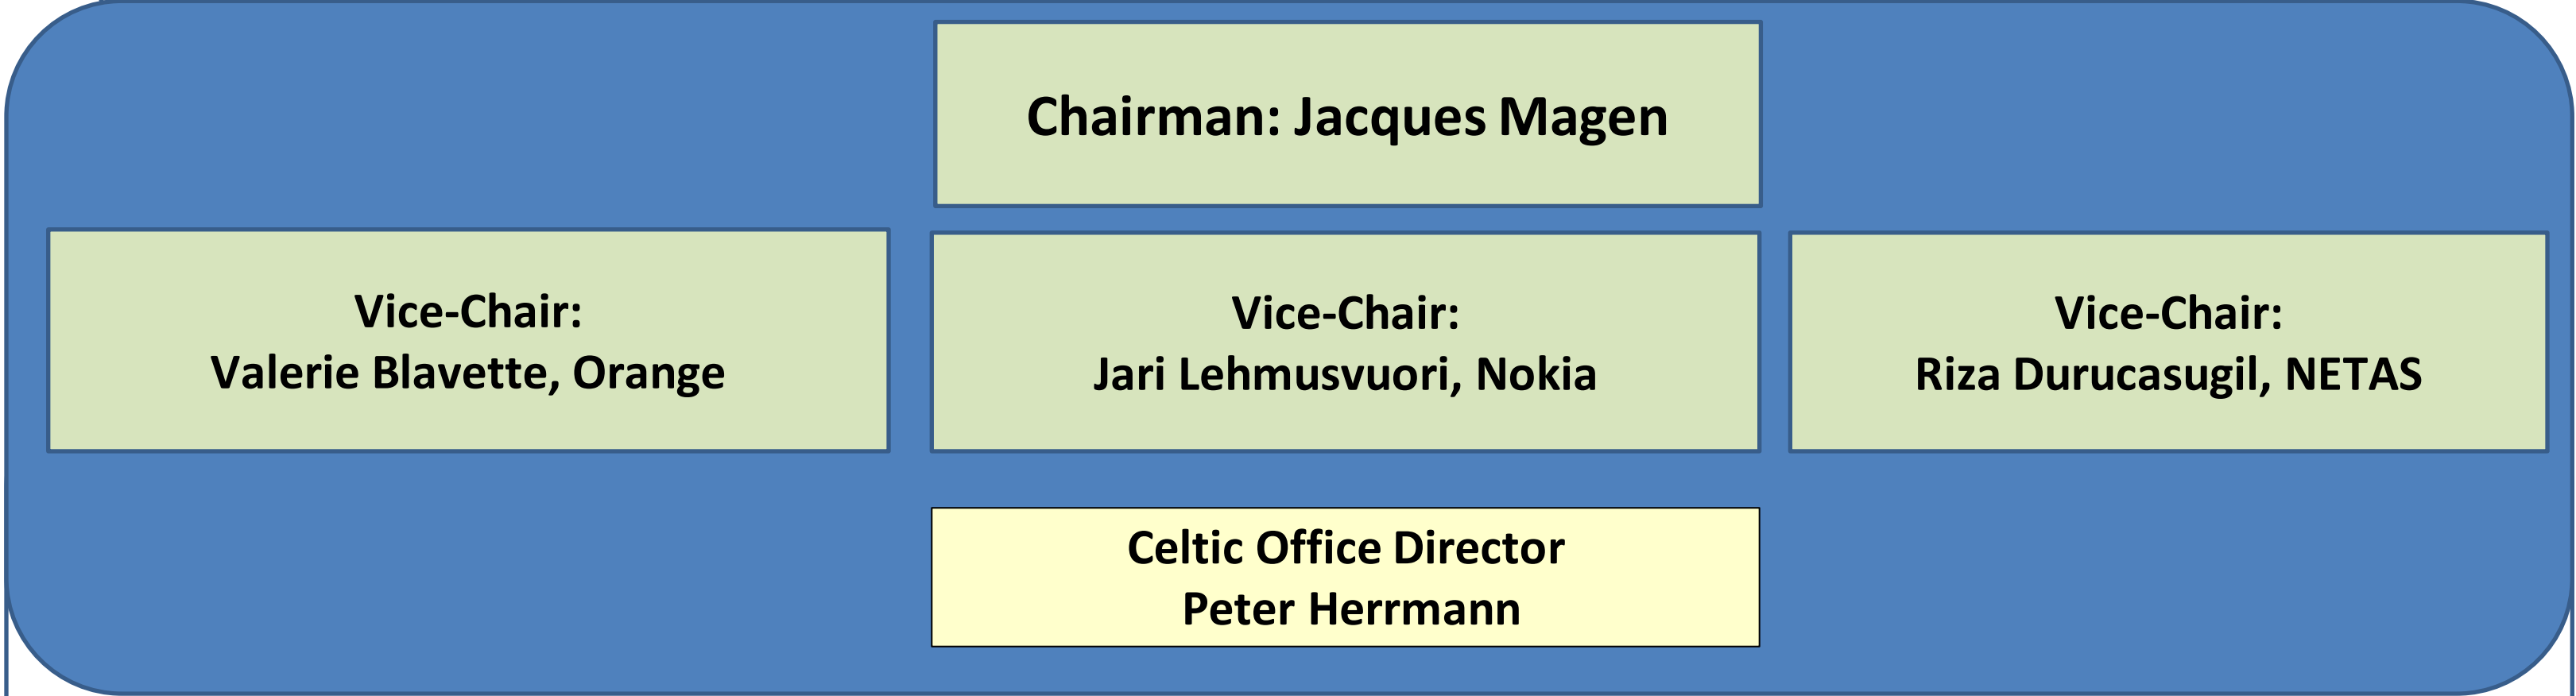 Chairman: Jacques Magen
Vice-Chair:
Valerie Blavette, Orange
Vice-Chair:
Jari Lehmusvuori, Nokia
Vice-Chair:
Riza Durucasugil, NETAS
Celtic Office Director
Peter Herrmann